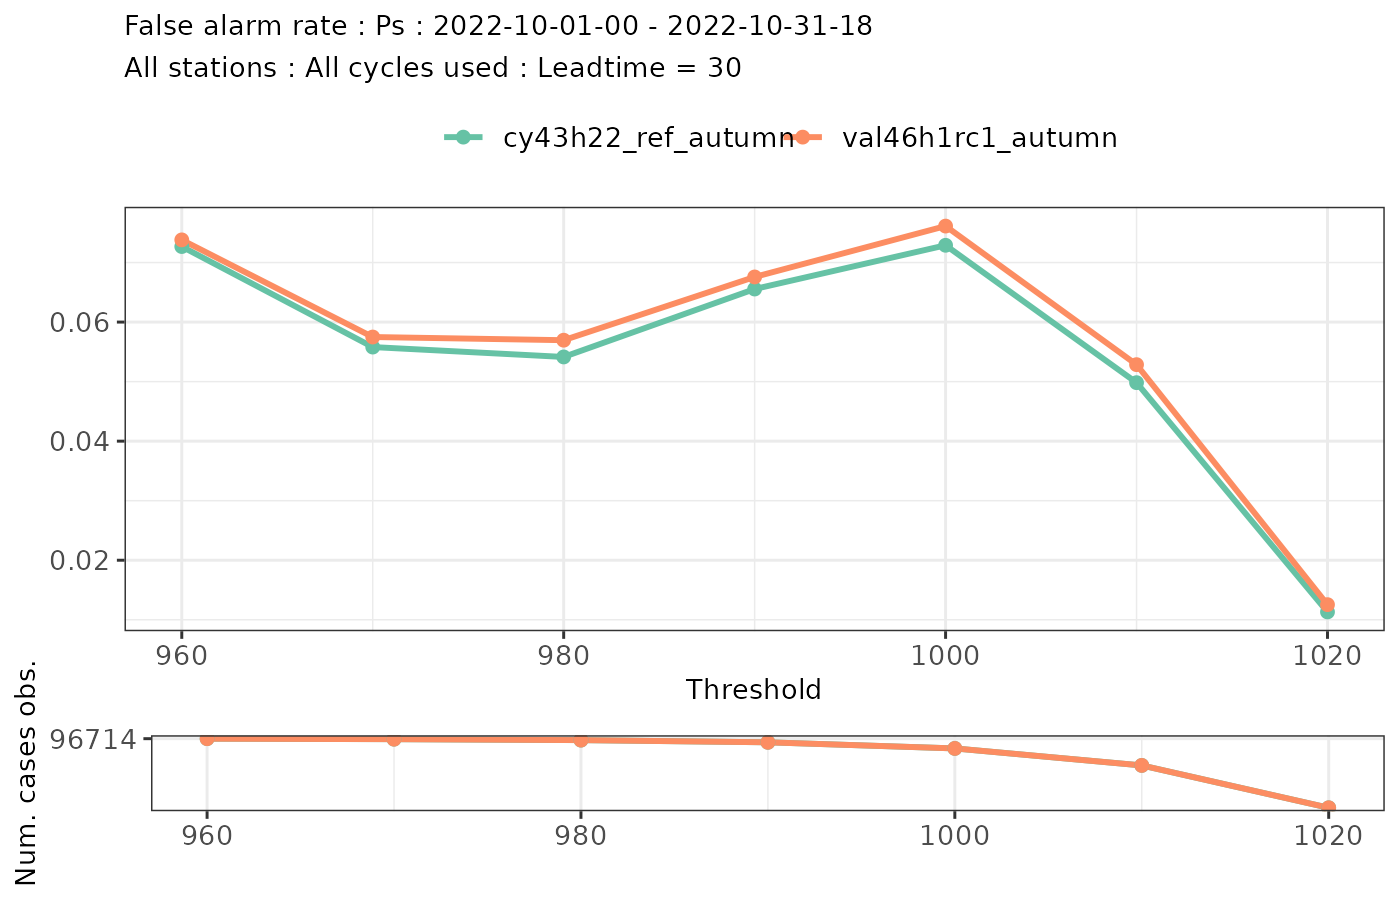 False alarm rate : Ps : 2022-10-01-00 - 2022-10-31-18
All stations : All cycles used : Leadtime = 30
cy43h22_ref_autumn val46h1rc1_autumn
0.06
0.04
0.02
960 980 1000 1020
Threshold
Num. cases obs.
96714
960 980 1000 1020